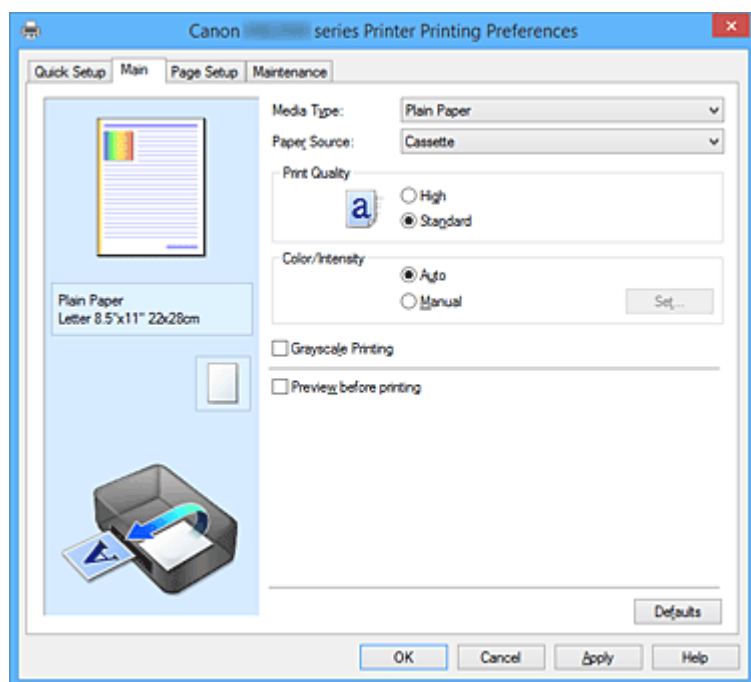 Canon series Printer Printing Preferences
Quick Setup Main Page Setup Maintenance
Media Type: Plain Paper
Paper Source: Cassette
Print Quality
a
High
Standard
Color/Intensity
Auto
Manual Set...
Plain Paper
Letter 8.5"x11" 22x28cm
Grayscale Printing
Preview before printing
A
Defaults
OK Cancel Apply Help